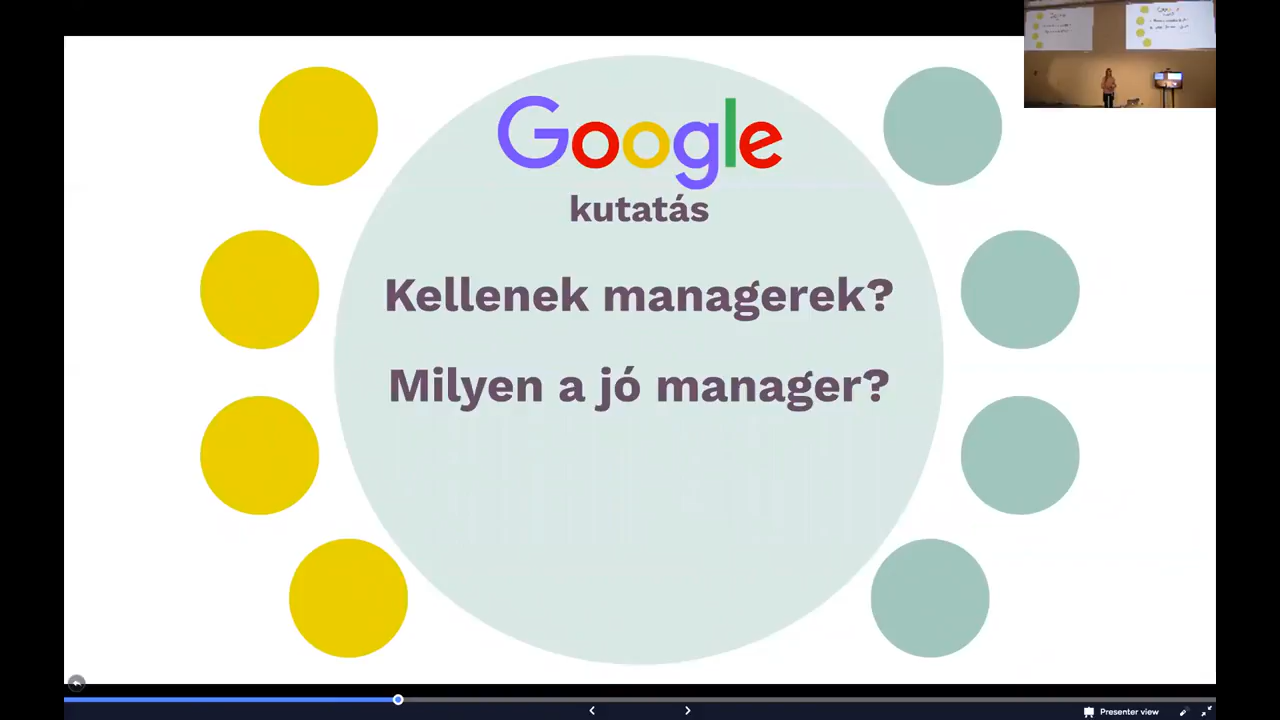 Google
kutatás
Kellenek managerek?
Milyen a jó manager?
Presenter view